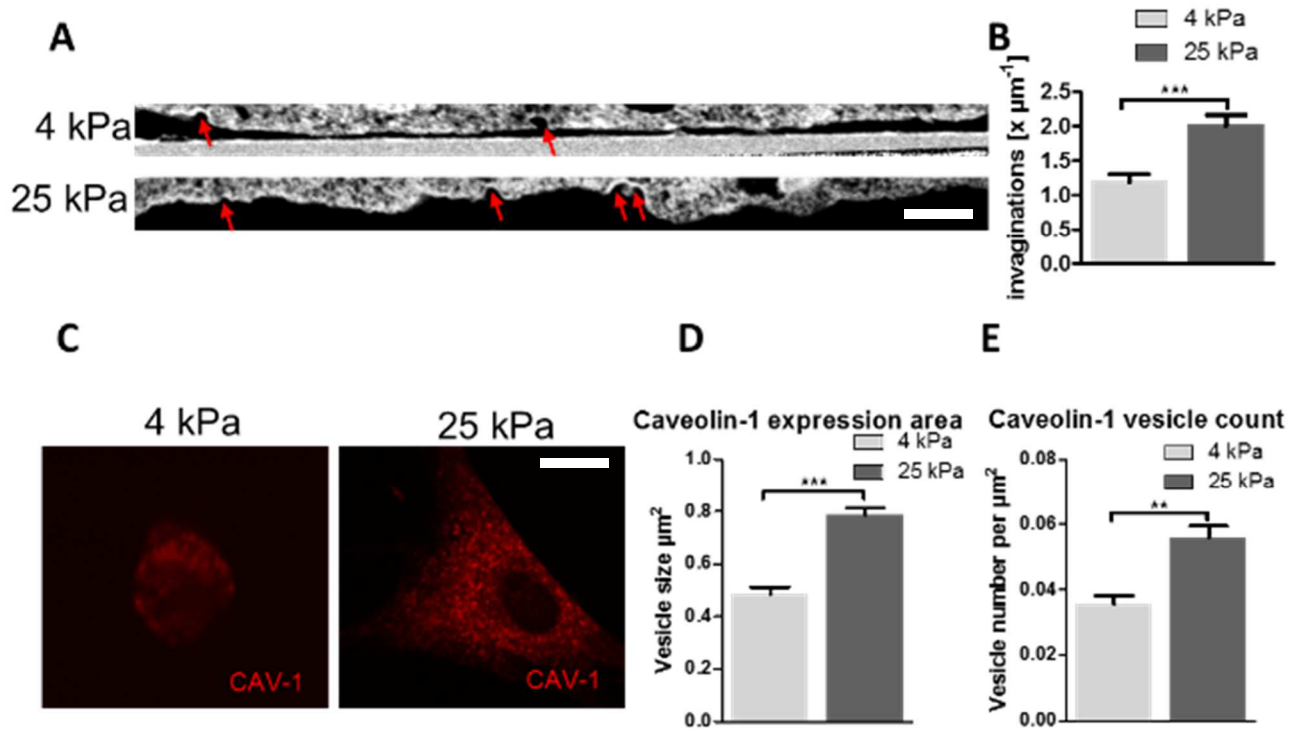 A
4 kPa
25 kPa
B
4 kPa
25 kPa
invaginations [x µm⁻¹]
2.5
2.0
1.5
1.0
0.5
0.0
***
C
4 kPa
25 kPa
CAV-1
CAV-1
D
Caveolin-1 expression area
4 kPa
25 kPa
Vesicle size µm²
1.0
0.8
0.6
0.4
0.2
0.0
***
E
Caveolin-1 vesicle count
4 kPa
25 kPa
Vesicle number per µm²
0.08
0.06
0.04
0.02
0.00
**